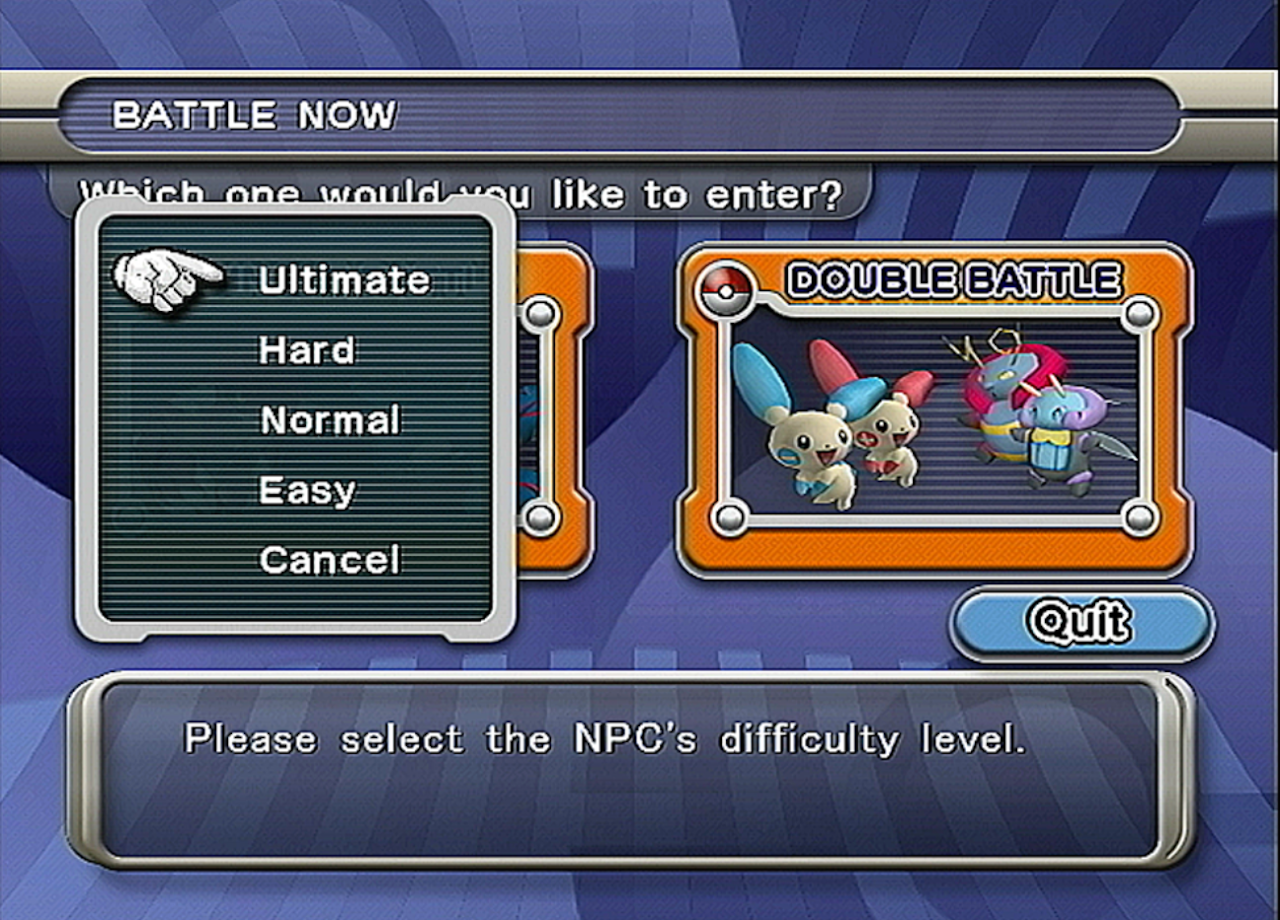 BATTLE NOW
Which one would you like to enter?
Ultimate
Hard
Normal
Easy
Cancel
DOUBLE BATTLE
Quit
Please select the NPC's difficulty level.